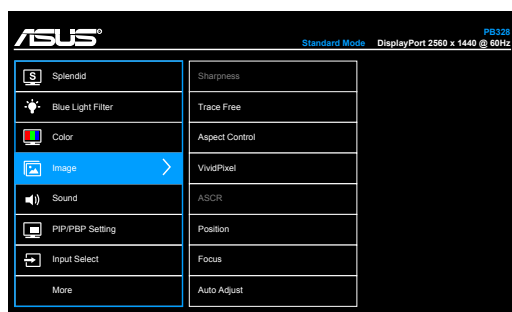 ASUS
PB328
Standard Mode DisplayPort 2560 x 1440 @ 60Hz
S Splendid
Blue Light Filter
Color
Image
Sound
PIP/PBP Setting
Input Select
More
Sharpness
Trace Free
Aspect Control
VividPixel
ASCR
Position
Focus
Auto Adjust